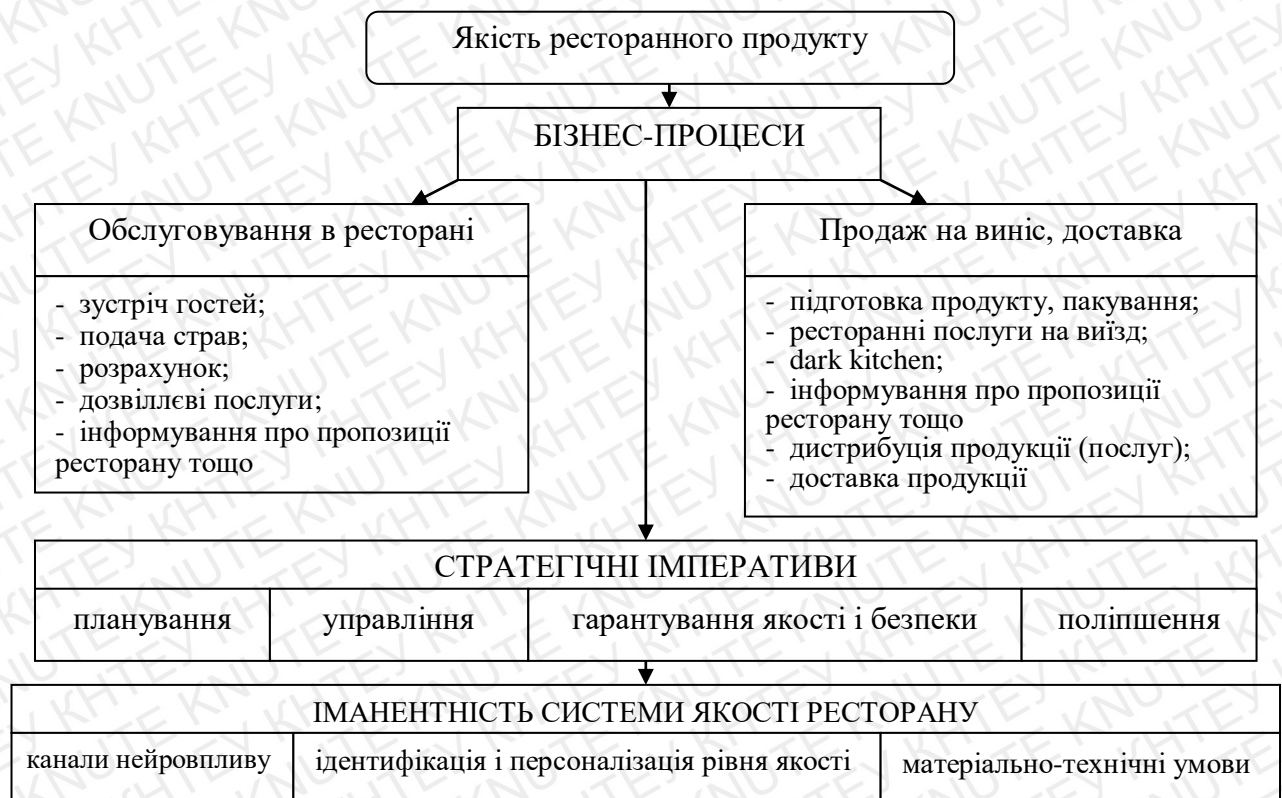 Якість ресторанного продукту
БІЗНЕС-ПРОЦЕСИ
Обслуговування в ресторані
- зустріч гостей;
- подача страв;
- розрахунок;
- дозвіллєві послуги;
- інформування про пропозиції
ресторану тощо
Продаж на виніс, доставка
- підготовка продукту, пакування;
- ресторанні послуги на виїзд;
- dark kitchen;
- інформування про пропозиції
ресторану тощо
- дистрибуція продукції (послуг);
- доставка продукції
СТРАТЕГІЧНІ ІМПЕРАТИВИ
планування
управління
гарантування якості і безпеки
поліпшення
ІМАНЕНТНІСТЬ СИСТЕМИ ЯКОСТІ РЕСТОРАНУ
канали нейровпливу
ідентифікація і персоналізація рівня якості
матеріально-технічні умови